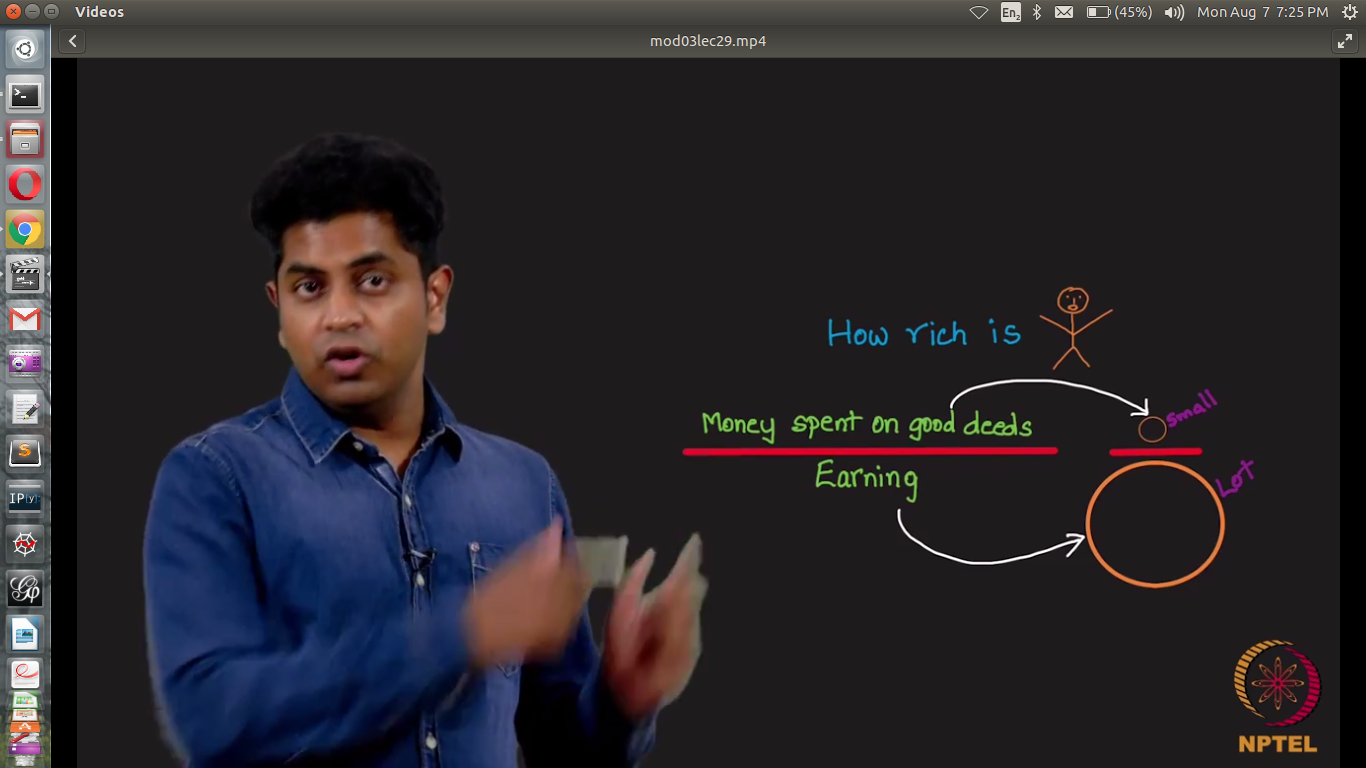 Videos
En2
(45%)
Mon Aug 7 7:25 PM
mod03lec29.mp4
How rich is
Money spent on good deeds
small
Earning
Lot
IP[y]:
NPTEL